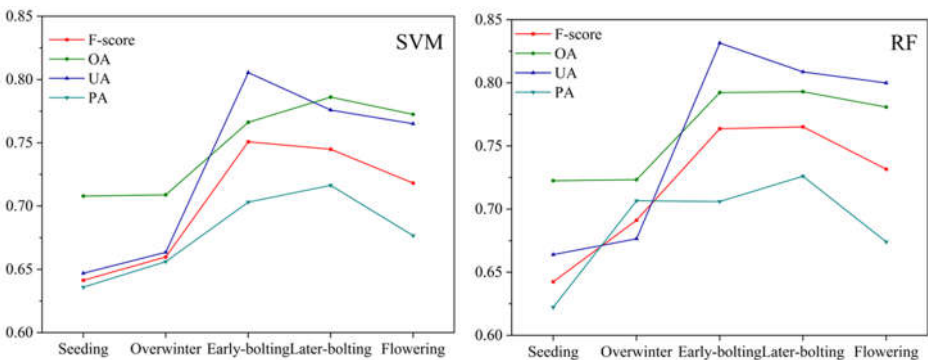 0.85
0.80
0.75
0.70
0.65
0.60
F-score
OA
UA
PA
SVM
Seeding Overwinter Early-bolting Later-bolting Flowering
0.85
0.80
0.75
0.70
0.65
0.60
F-score
OA
UA
PA
RF
Seeding Overwinter Early-bolting Later-bolting Flowering